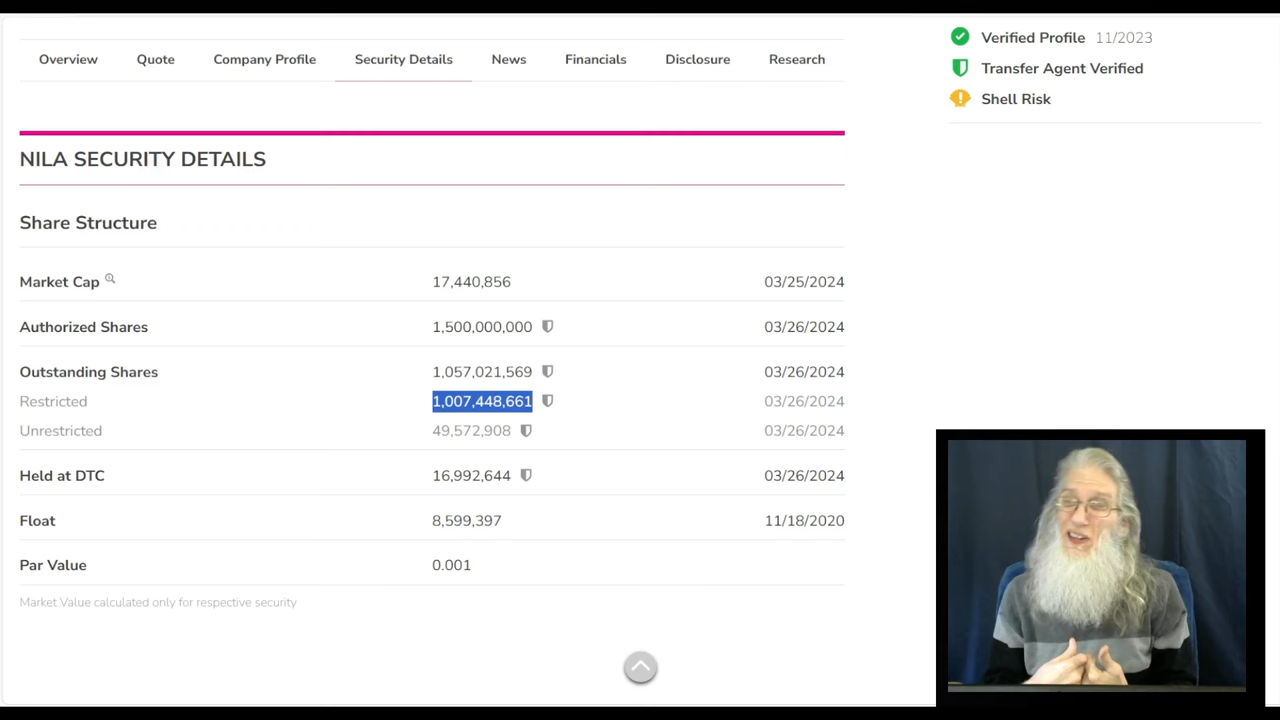 Overview Quote Company Profile Security Details News Financials Disclosure Research
Verified Profile 11/2023
Transfer Agent Verified
Shell Risk
NILA SECURITY DETAILS
Share Structure
Market Cap 17,440,856 03/25/2024
Authorized Shares 1,500,000,000 03/26/2024
Outstanding Shares 1,057,021,569 03/26/2024
Restricted 1,007,448,661 03/26/2024
Unrestricted 49,572,908 03/26/2024
Held at DTC 16,992,644 03/26/2024
Float 8,599,397 11/18/2020
Par Value 0.001
Market Value calculated only for respective security